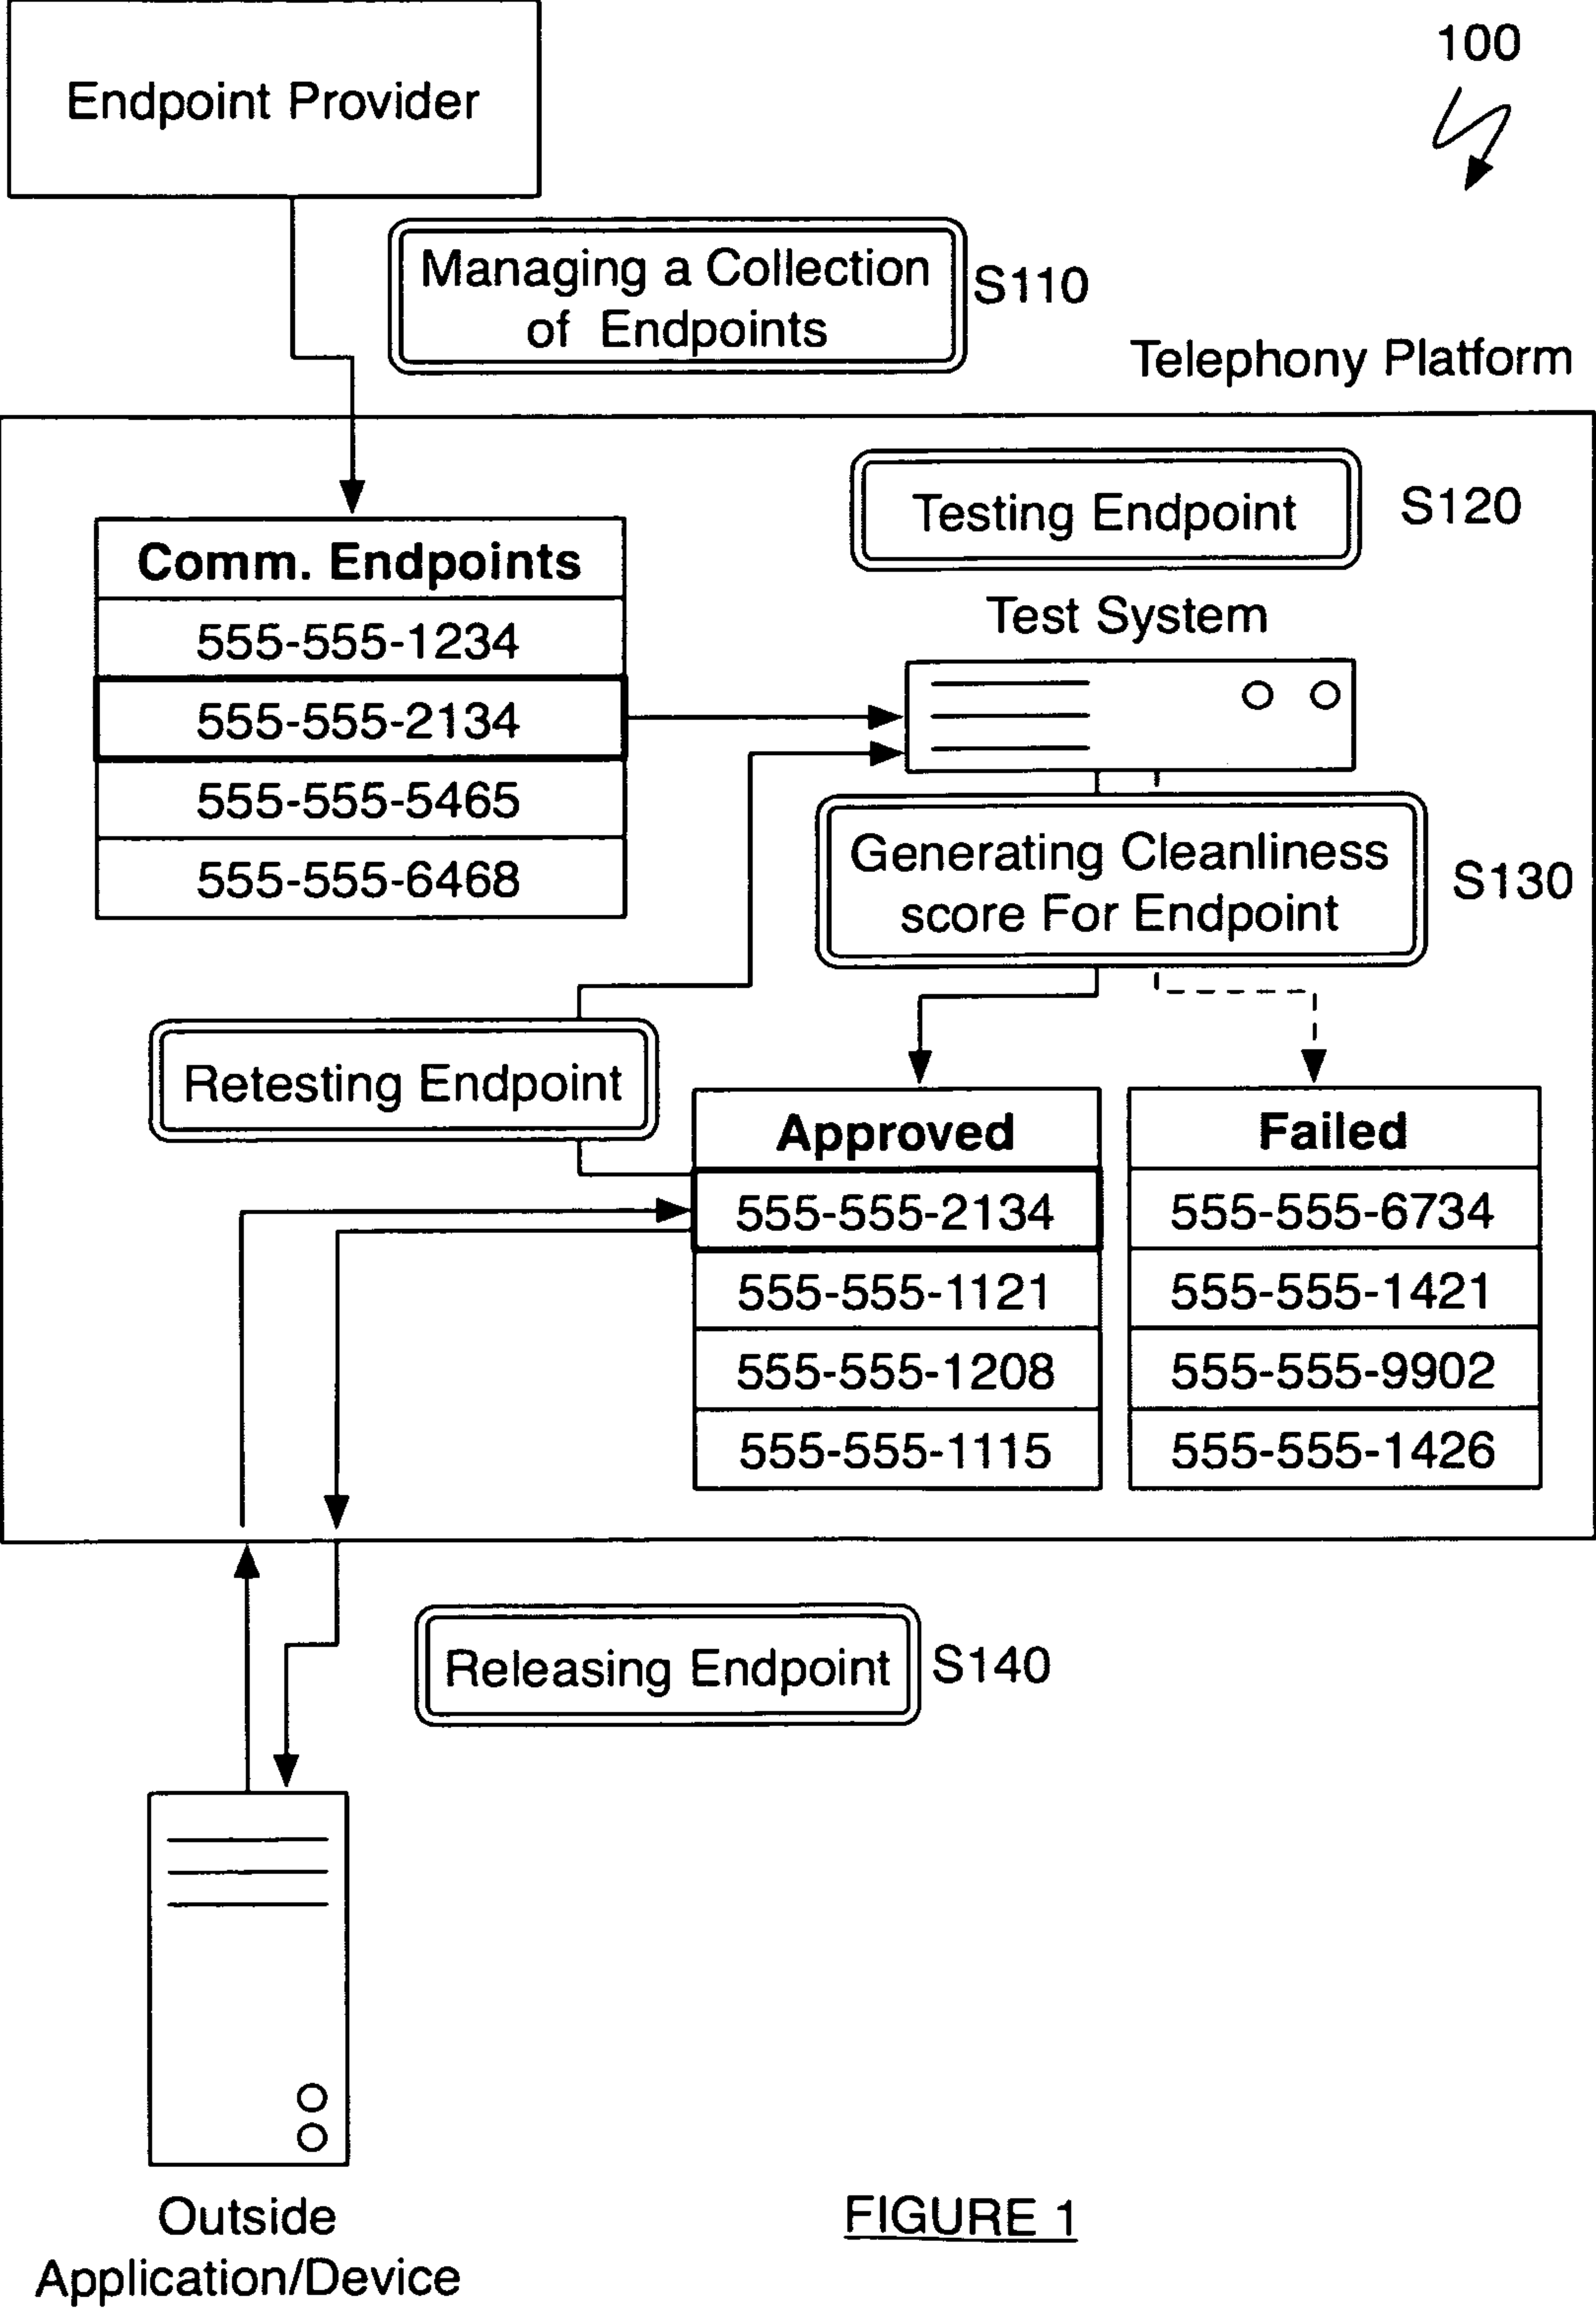 100
Endpoint Provider
Managing a Collection
of Endpoints
S110
Telephony Platform
Testing Endpoint
S120
Comm. Endpoints
555-555-1234
555-555-2134
555-555-5465
555-555-6468
Test System
Generating Cleanliness
score For Endpoint
S130
Retesting Endpoint
Approved
555-555-2134
555-555-1121
555-555-1208
555-555-1115
Failed
555-555-6734
555-555-1421
555-555-9902
555-555-1426
Releasing Endpoint
S140
Outside
Application/Device
FIGURE 1